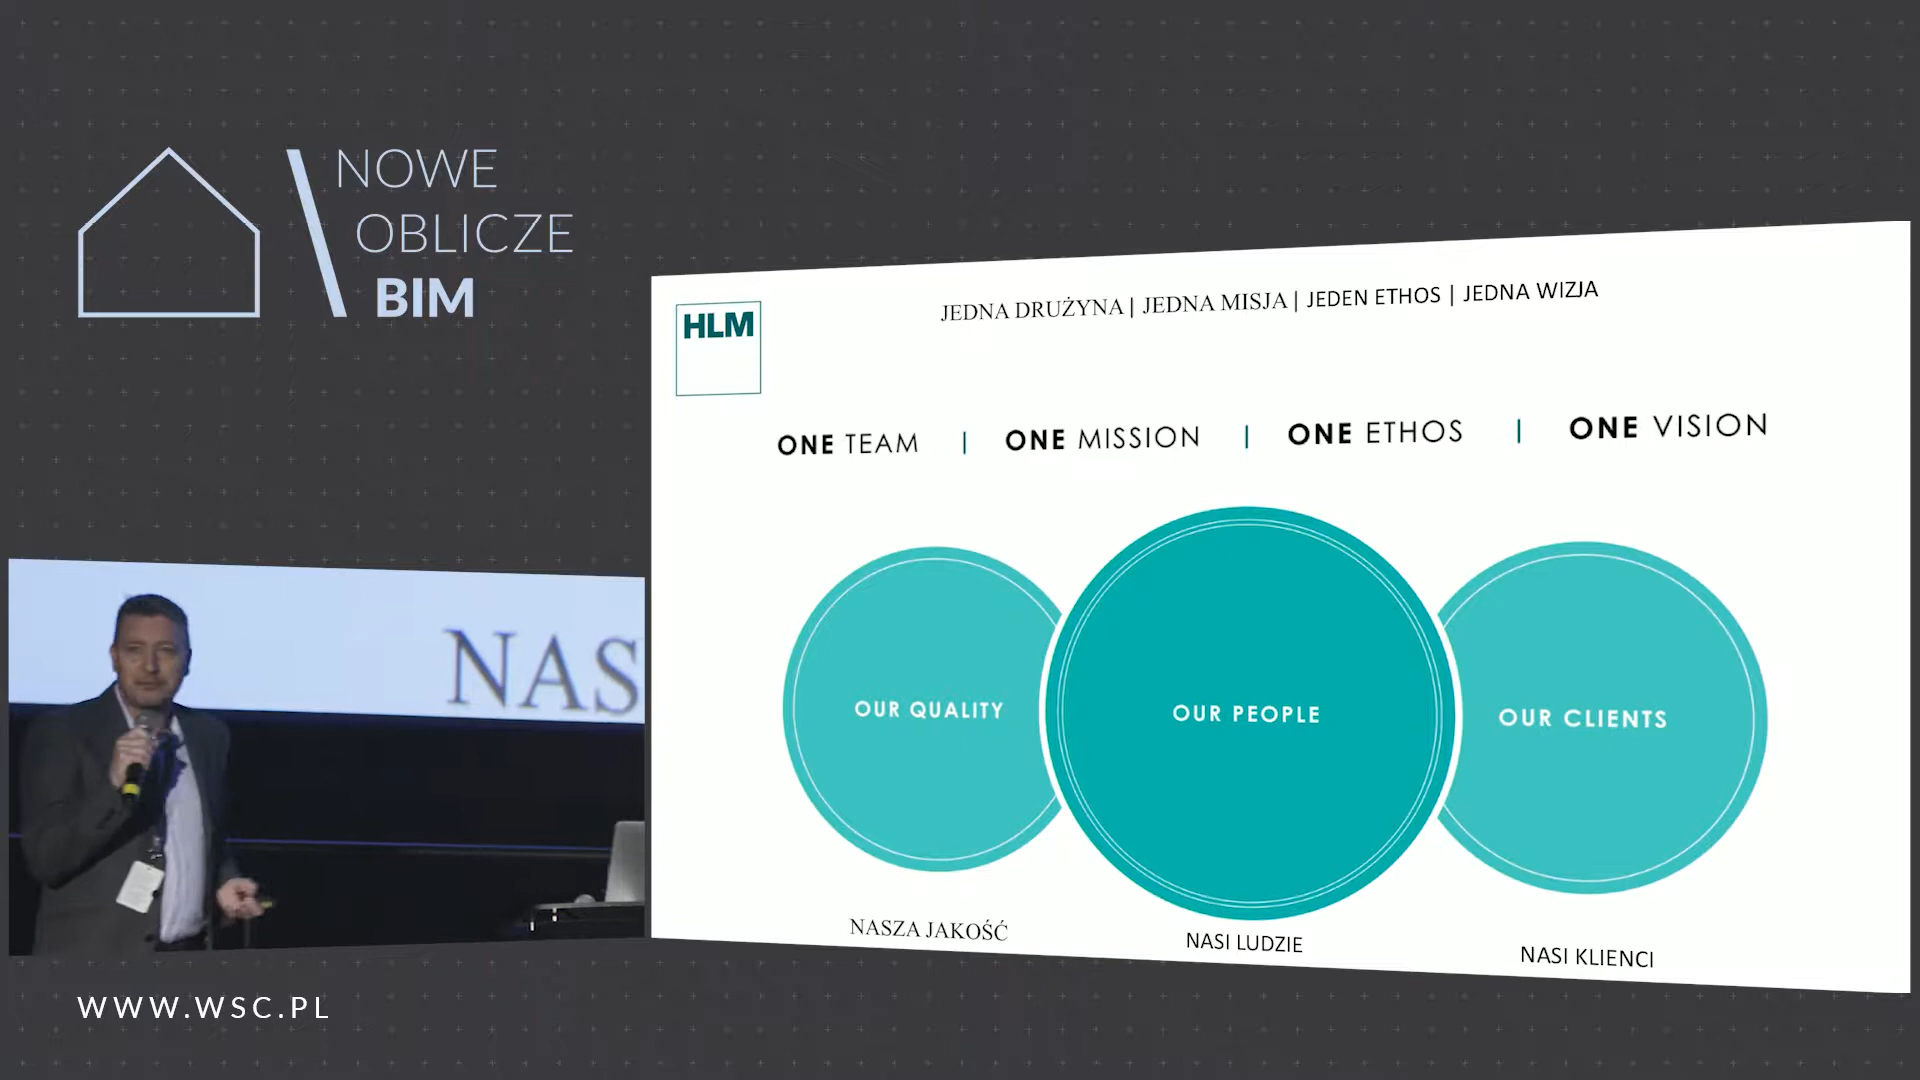 NOWE
OBLICZE
BIM
HLM
JEDNA DRUŻYNA | JEDNA MISJA | JEDEN ETHOS | JEDNA WIZJA
ONE TEAM | ONE MISSION | ONE ETHOS | ONE VISION
OUR QUALITY
OUR PEOPLE
OUR CLIENTS
NASZA JAKOŚĆ
NASI LUDZIE
NASI KLIENCI
NAS
WWW.WSC.PL